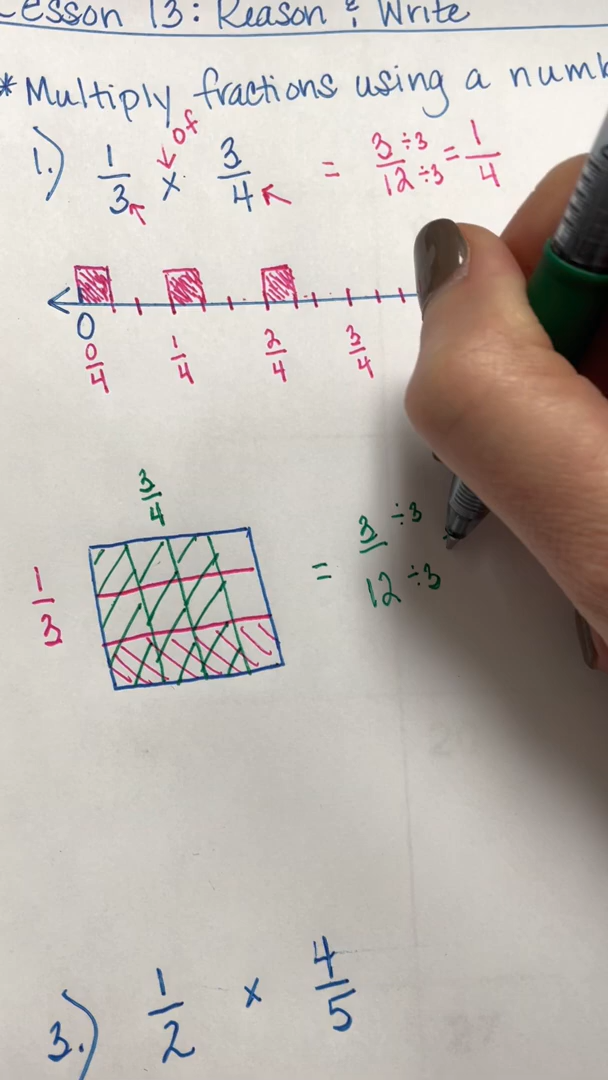 Lesson 13: Reason & Write
* Multiply fractions using a
1.) 1/3 x 3/4 = 3÷3/12÷3 = 1/4
of
0
0/4 1/4 2/4 3/4
3/4
1/3 = 3÷3/12÷3
3.) 1/2 x 4/5